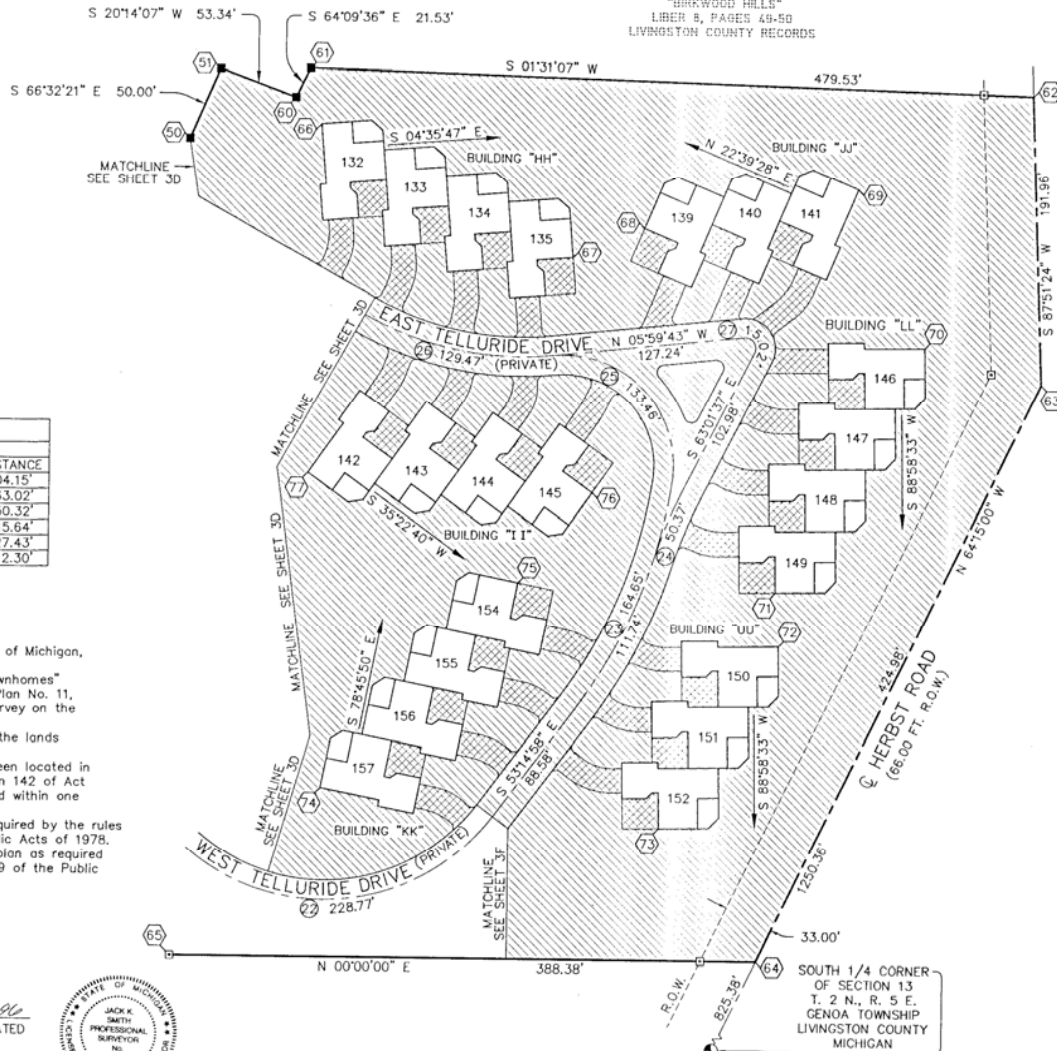 "BIRKWOOD HILLS"
LIBER 8, PAGES 49-50
LIVINGSTON COUNTY RECORDS
S 20°14'07" W 53.34'
S 64°09'36" E 21.53'
51
61
S 01°31'07" W
479.53'
62
S 66°32'21" E 50.00'
60
50
66
MATCHLINE
SEE SHEET 3D
132
S 04°35'47" E
BUILDING "HH"
133
134
135
67
N 22°39'28" E
BUILDING "JJ"
139
140
141
68
69
191.96'
S 87°51'24" W
EAST TELLURIDE DRIVE
(PRIVATE)
26
129.47'
N 05°59'43" W
127.24'
27
15.02'
25
133.46'
S 63°01'37" E
102.98'
BUILDING "LL"
70
146
147
148
149
71
S 88°58'33" W
63
MATCHLINE SEE SHEET 3D
142
143
144
145
77
76
S 35°22'40" W
BUILDING "I I"
50.37'
24
N 64°15'00" W
424.98'
℄ HERBST ROAD
(66.00 FT. R.O.W.)
STANCE
04.15'
63.02'
60.32'
5.64'
27.43'
2.30'
MATCHLINE SEE SHEET 3D
75
154
155
156
157
74
S 78°45'50" E
BUILDING "KK"
164.65'
23
111.74'
BUILDING "UU"
72
150
151
152
73
S 88°58'33" W
S 53°14'58" E
88.58'
of Michigan,
wnhomes"
Plan No. 11,
urvey on the
the lands
een located in
n 142 of Act
d within one
quired by the rules
lic Acts of 1978.
plan as required
9 of the Public
MATCHLINE
SEE SHEET 3D
WEST TELLURIDE DRIVE
(PRIVATE)
22
228.77'
MATCHLINE
SEE SHEET 3F
1250.36'
33.00'
65
N 00°00'00" E
388.38'
64
R.O.W.
825.38'
SOUTH 1/4 CORNER
OF SECTION 13
T. 2 N., R. 5 E.
GENOA TOWNSHIP
LIVINGSTON COUNTY
MICHIGAN
96
ATED
STATE OF MICHIGAN
JACK K.
SMITH
PROFESSIONAL
SURVEYOR
No.